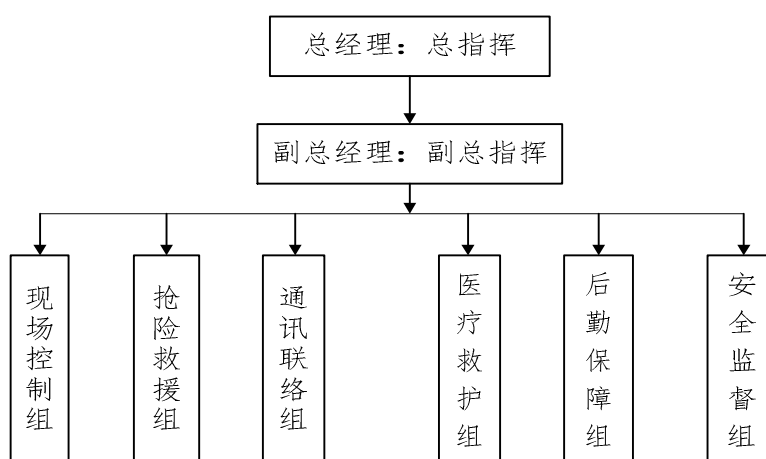 总经理：总指挥
副总经理：副总指挥
现场控制组
抢险救援组
通讯联络组
医疗救护组
后勤保障组
安全监督组